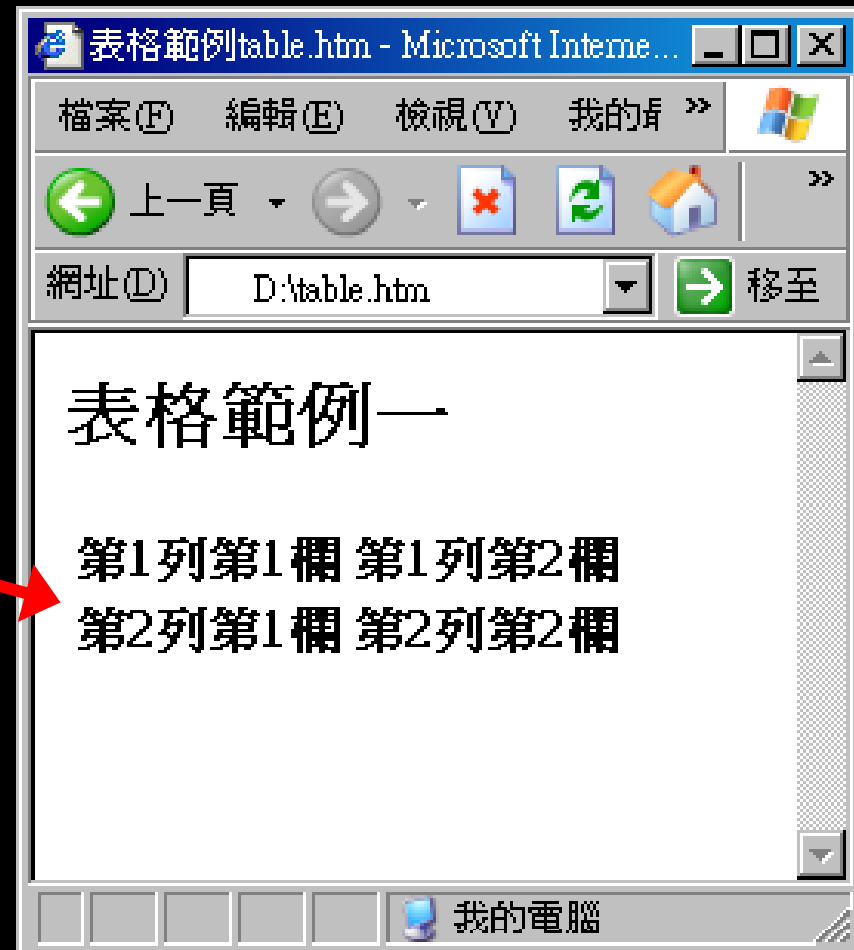 表格範例table.htm - Microsoft Interne...
檔案(F) 編輯(E) 檢視(V) 我的 »
上一頁 »
網址(D) D:\table.htm 移至
表格範例一
第1列第1欄 第1列第2欄
第2列第1欄 第2列第2欄
我的電腦